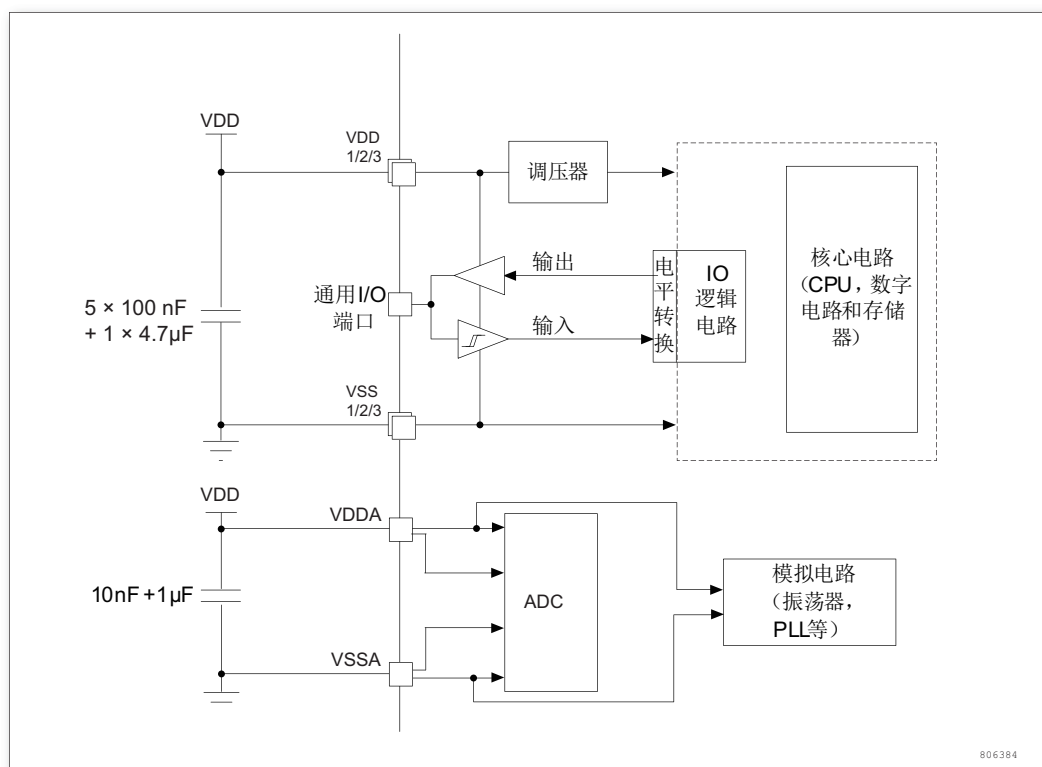 VDD
VDD
1/2/3
调压器
5 × 100 nF
+ 1 × 4.7µF
通用I/O
端口
输出
输入
电
平
转
换
IO
逻辑
电路
核心电路
（CPU，数字
电路和存储
器）
VSS
1/2/3
VDD
VDDA
10nF +1µF
VSSA
ADC
模拟电路
（振荡器，
PLL等）
806384